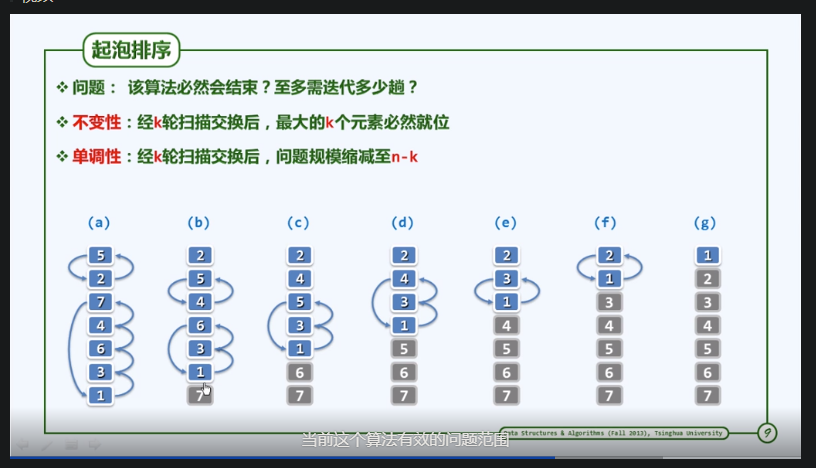 起泡排序
❖ 问题： 该算法必然会结束？至多需迭代多少趟？
❖ 不变性：经k轮扫描交换后，最大的k个元素必然就位
❖ 单调性：经k轮扫描交换后，问题规模缩减至n-k
(a) (b) (c) (d) (e) (f) (g)
5 2 2 2 2 2 1
2 5 4 4 3 1 2
7 4 5 3 1 3 3
4 6 3 1 4 4 4
6 3 1 5 5 5 5
3 1 6 6 6 6 6
1 7 7 7 7 7 7
当前这个算法有效的问题范围
Data Structures & Algorithms (Fall 2013), Tsinghua University
9